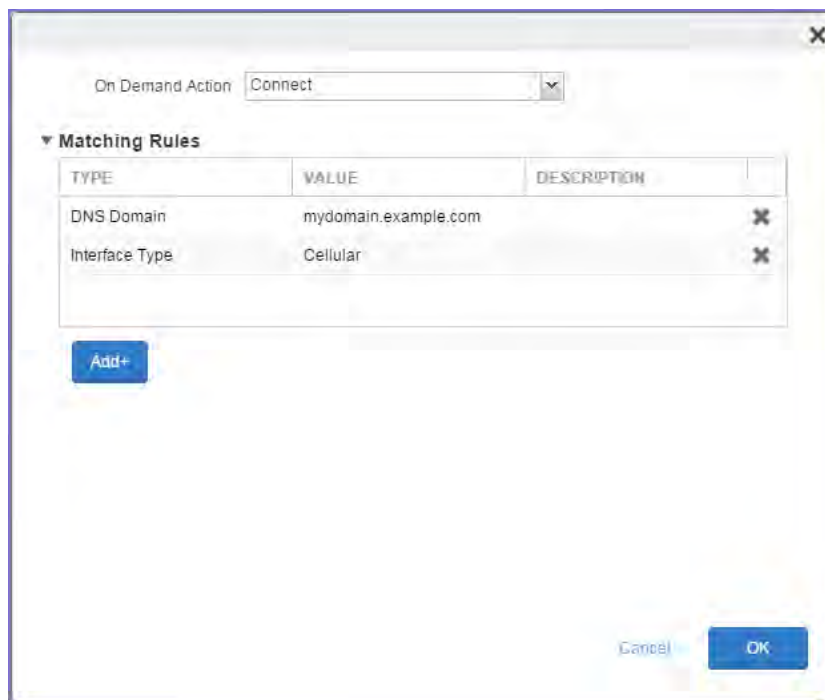 On Demand Action Connect
Matching Rules
TYPE VALUE DESCRIPTION
DNS Domain mydomain.example.com
Interface Type Cellular
Add+
Cancel OK